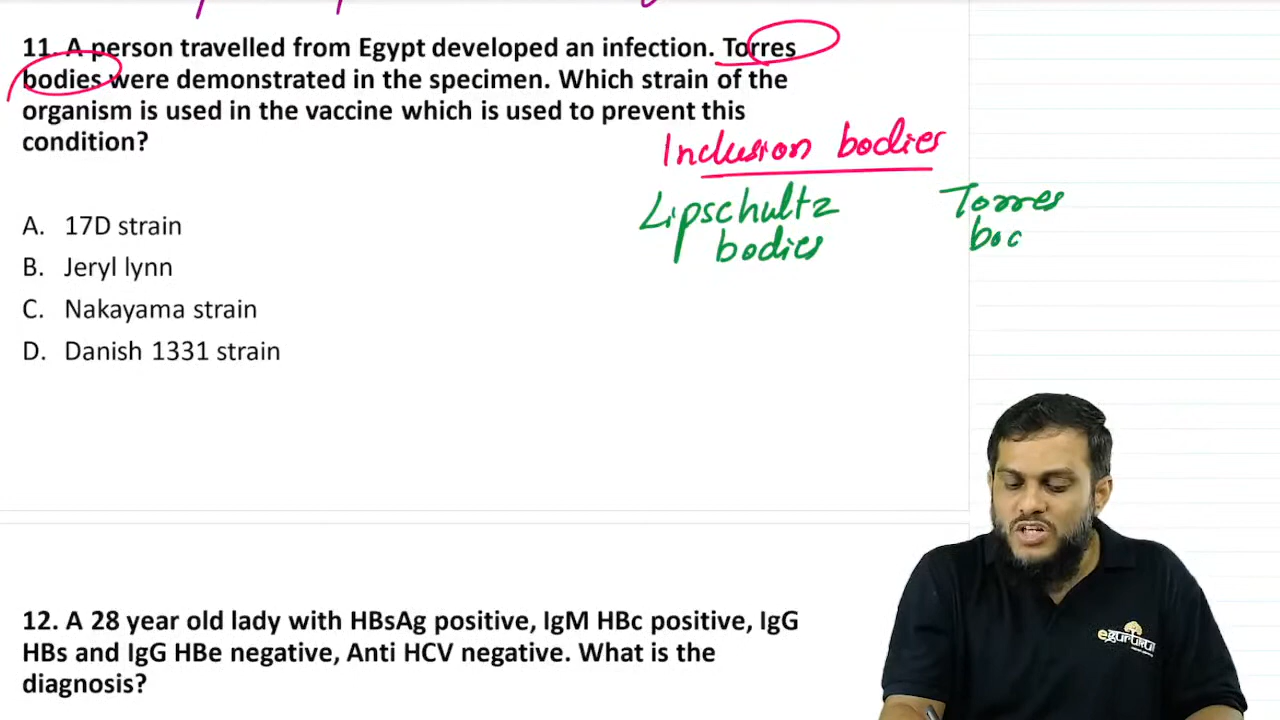 11. A person travelled from Egypt developed an infection. Torres
bodies were demonstrated in the specimen. Which strain of the
organism is used in the vaccine which is used to prevent this
condition?
Inclusion bodies
Lipschultz
bodies
Torres
boc
A. 17D strain
B. Jeryl lynn
C. Nakayama strain
D. Danish 1331 strain
12. A 28 year old lady with HBsAg positive, IgM HBc positive, IgG
HBs and IgG HBe negative, Anti HCV negative. What is the
diagnosis?
egurukul